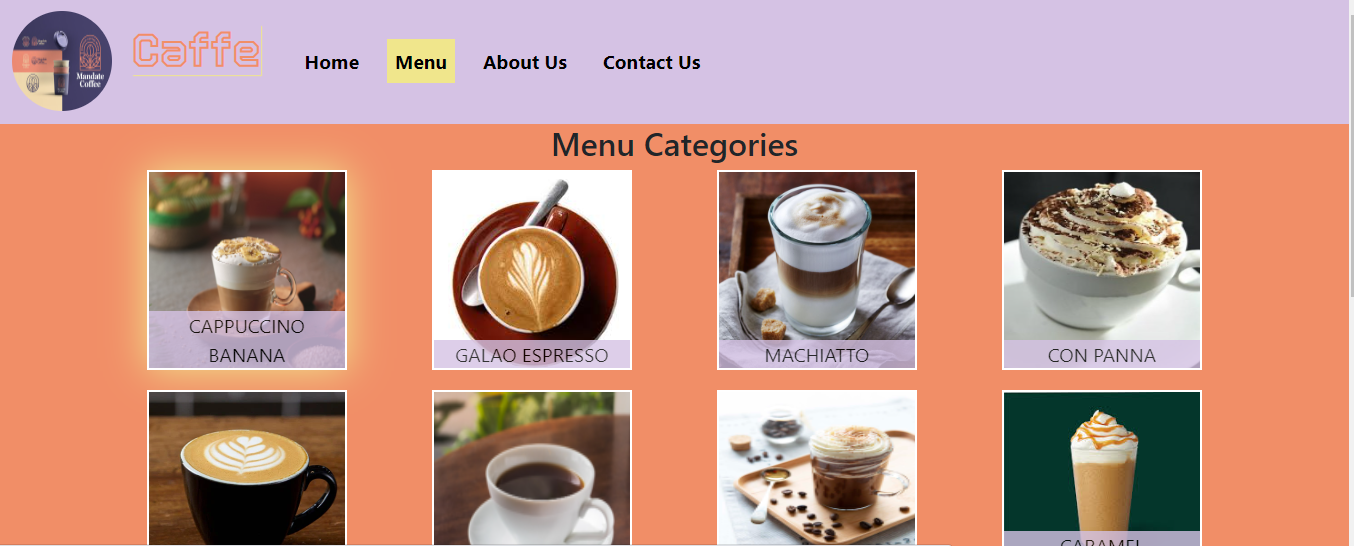 Caffe
Home
Menu
About Us
Contact Us
Mandate
Coffee
Menu Categories
CAPPUCCINO
BANANA
GALAO ESPRESSO
MACHIATTO
CON PANNA
CARAMEL